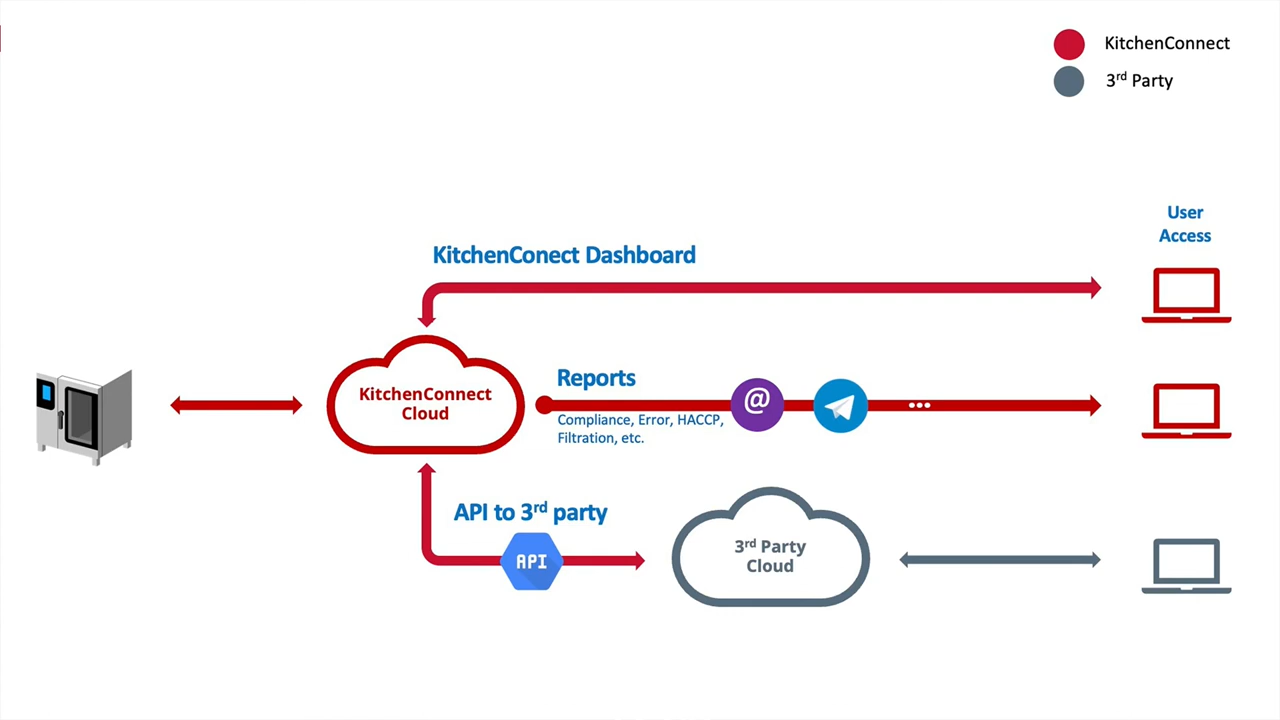 KitchenConnect
3rd Party
User
Access
KitchenConect Dashboard
KitchenConnect
Cloud
Reports
@
Compliance, Error, HACCP,
Filtration, etc.
API to 3rd party
API
3rd Party
Cloud